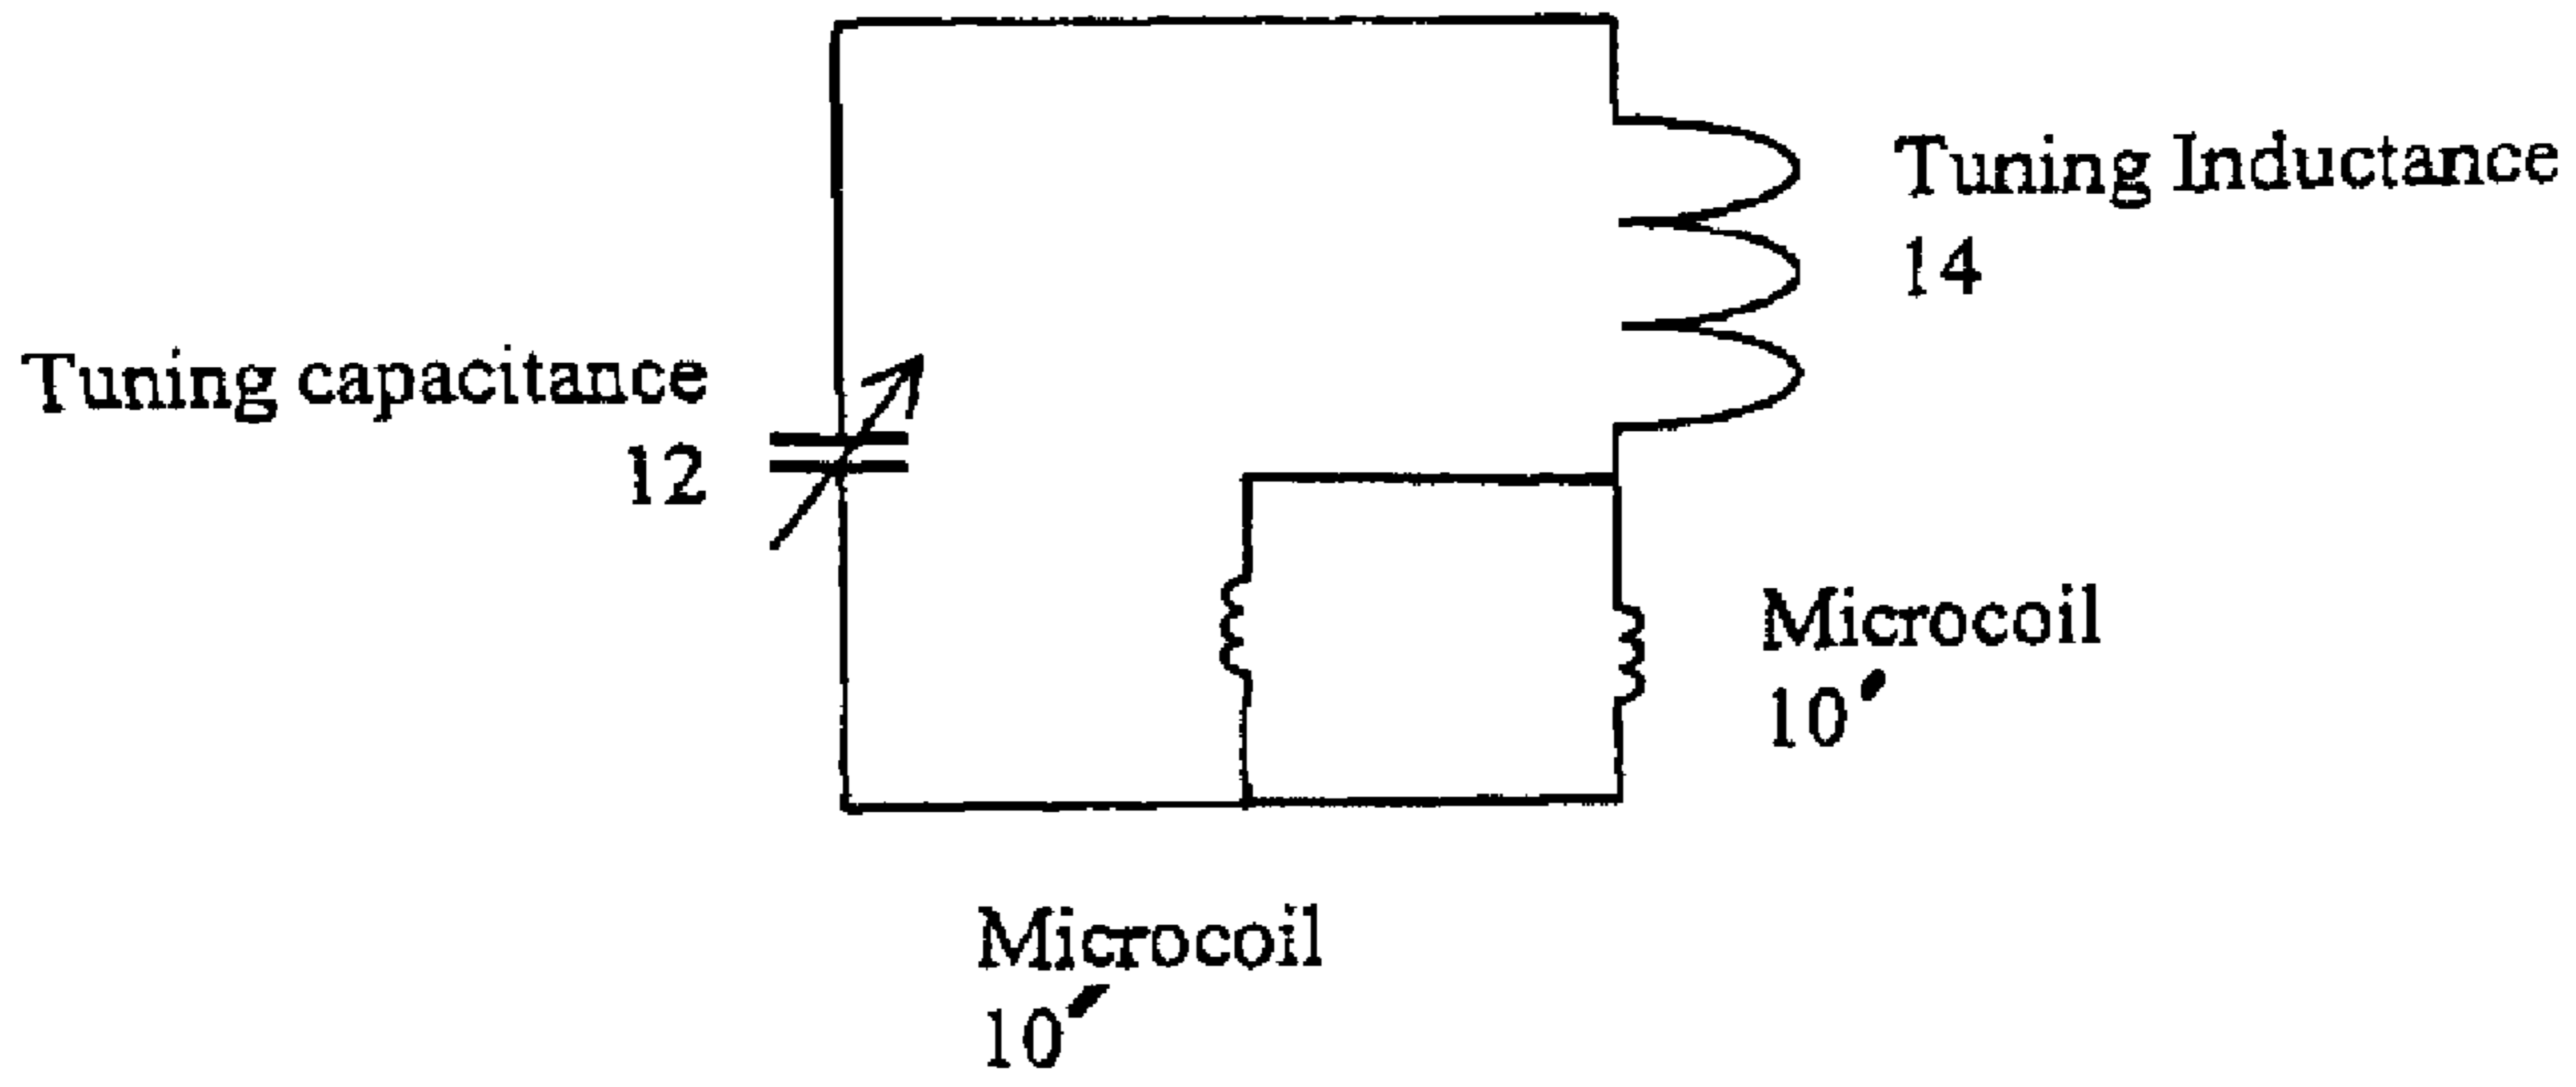 Tuning Inductance
14
Tuning capacitance
12
Microcoil
10′
Microcoil
10′